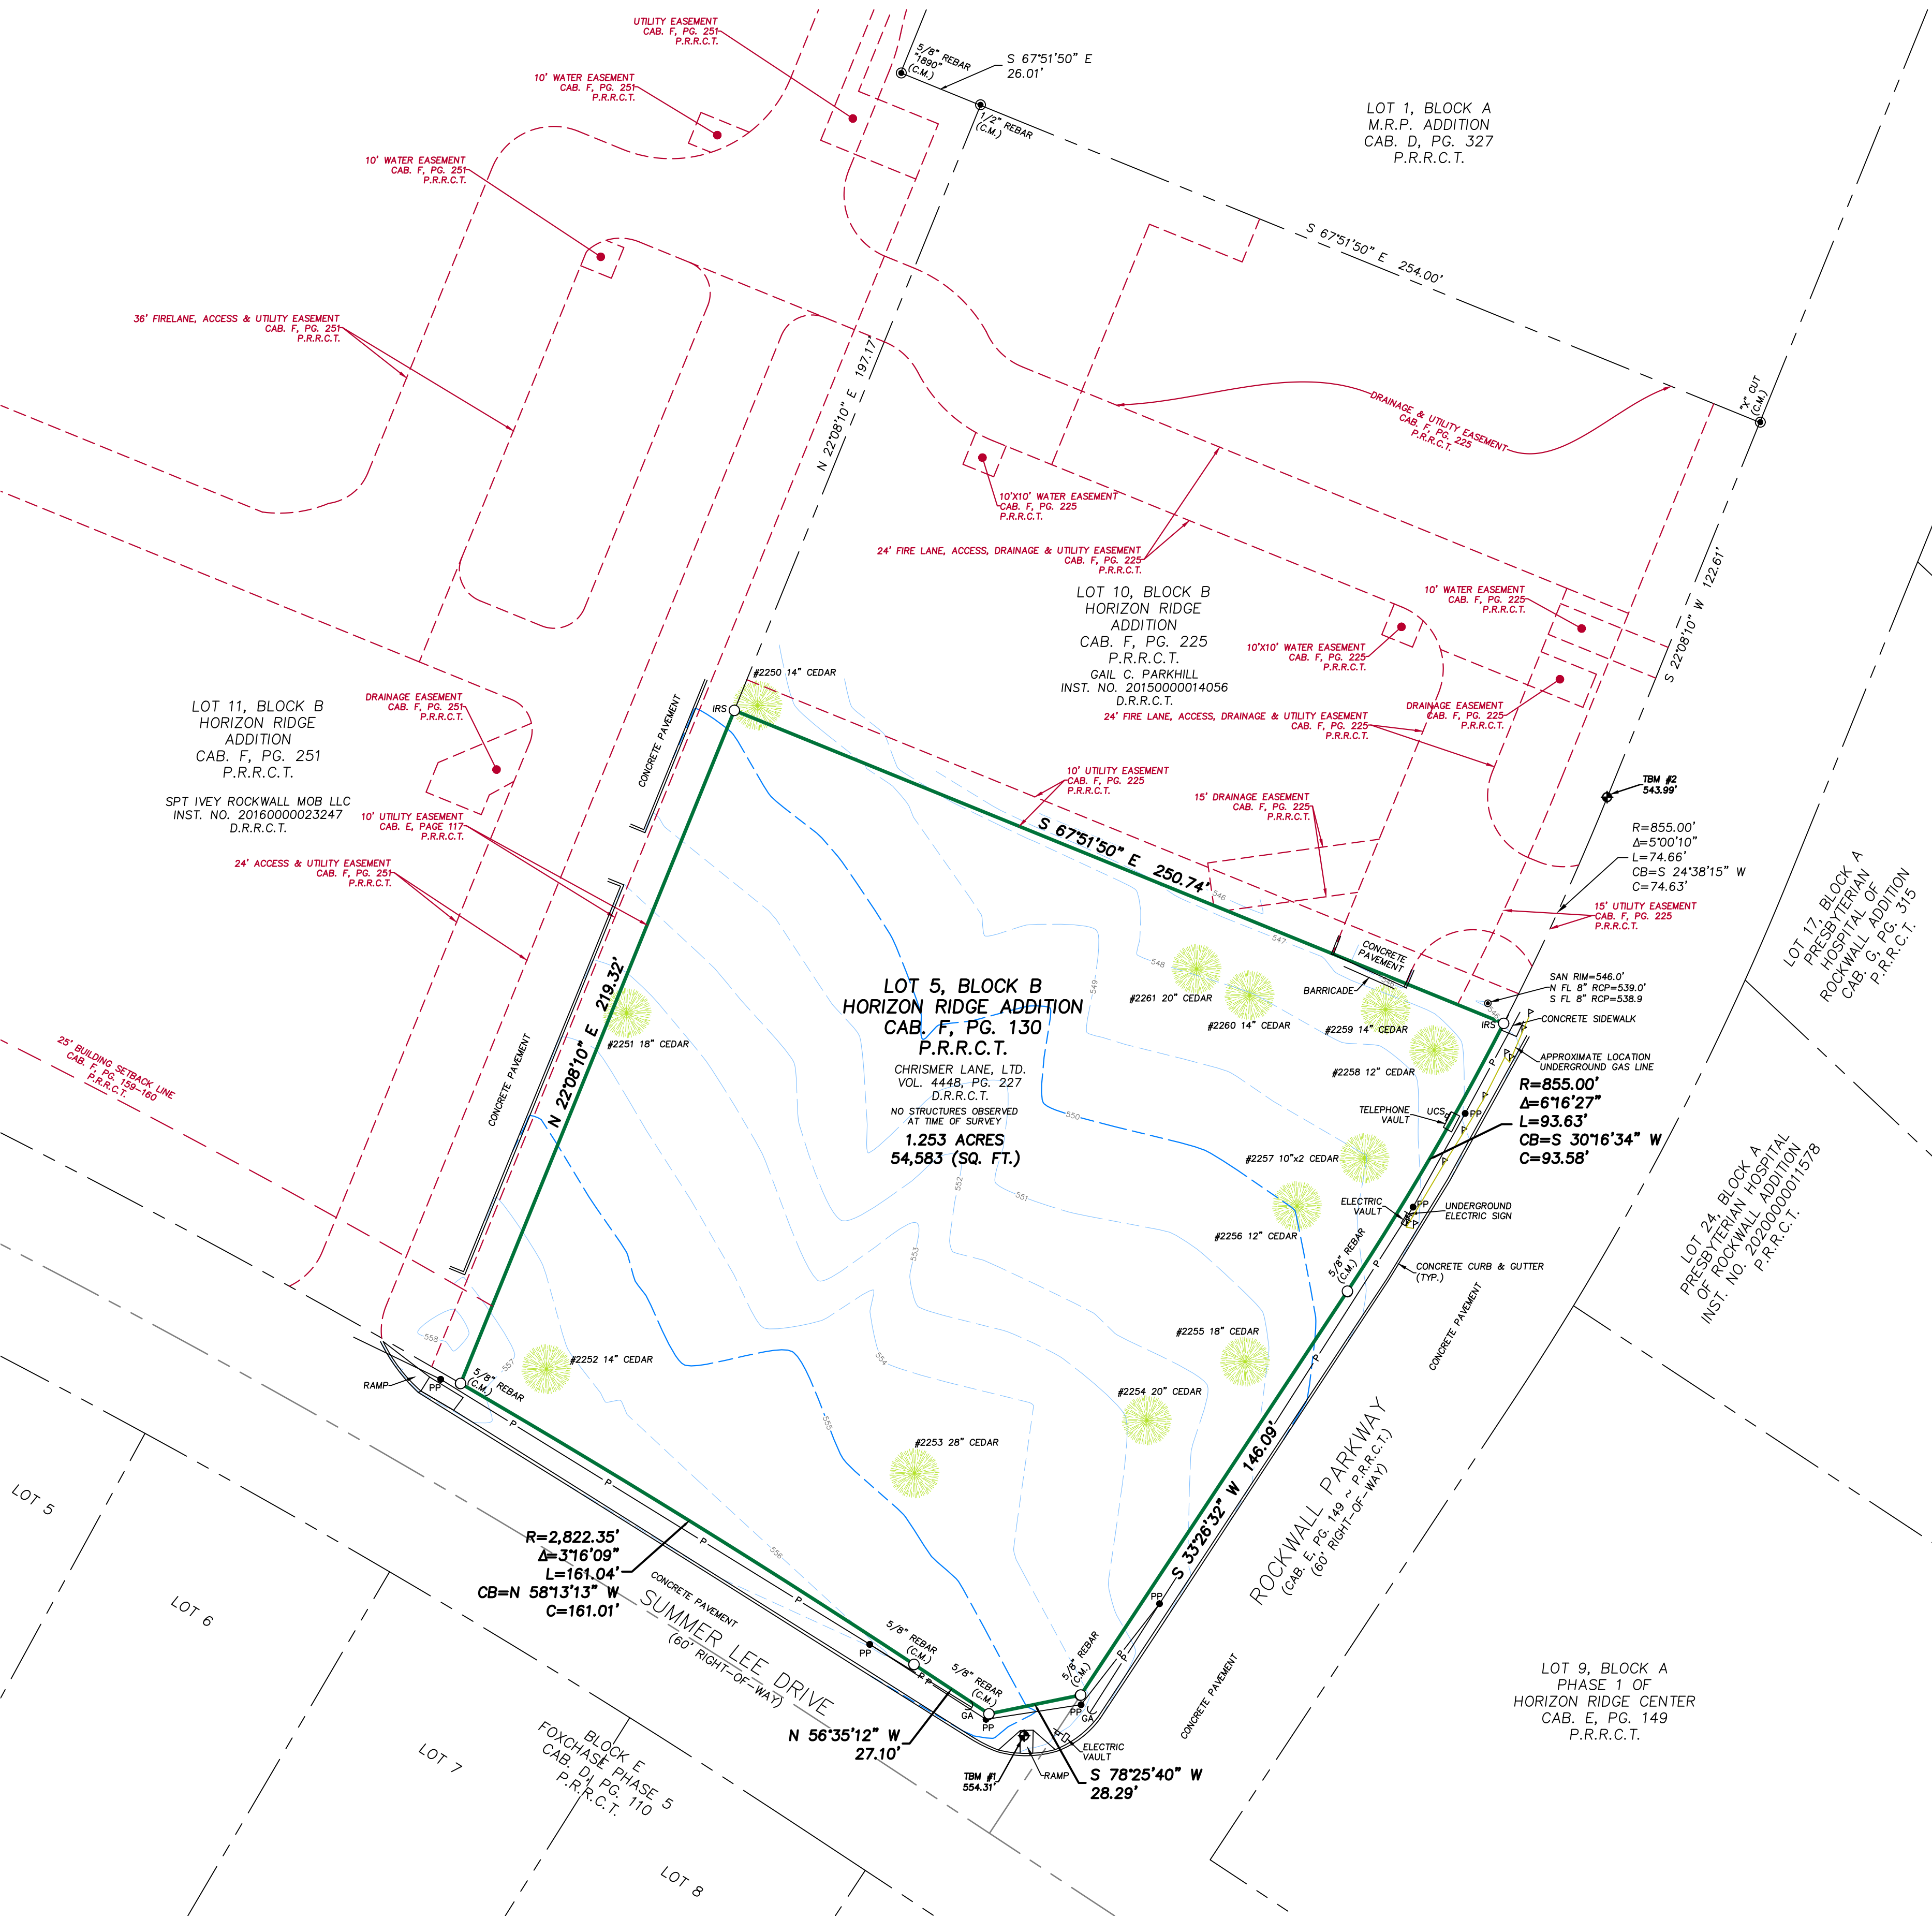 UTILITY EASEMENT
CAB. F, PG. 251
P.R.R.C.T.
5/8" REBAR
"1890"
(C.M.)
S 67°51'50" E
26.01'
10' WATER EASEMENT
CAB. F, PG. 251
P.R.R.C.T.
1/2" REBAR
(C.M.)
LOT 1, BLOCK A
M.R.P. ADDITION
CAB. D, PG. 327
P.R.R.C.T.
10' WATER EASEMENT
CAB. F, PG. 251
P.R.R.C.T.
S 67°51'50" E 254.00'
36' FIRELANE, ACCESS & UTILITY EASEMENT
CAB. F, PG. 251
P.R.R.C.T.
N 22°08'10" E 197.17'
"X" CUT
(C.M.)
DRAINAGE & UTILITY EASEMENT
CAB. F, PG. 225
P.R.R.C.T.
10'X10' WATER EASEMENT
CAB. F, PG. 225
P.R.R.C.T.
24' FIRE LANE, ACCESS, DRAINAGE & UTILITY EASEMENT
CAB. F, PG. 225
P.R.R.C.T.
S 22°08'10" W 122.61'
LOT 10, BLOCK B
HORIZON RIDGE
ADDITION
CAB. F, PG. 225
P.R.R.C.T.
GAIL C. PARKHILL
INST. NO. 20150000014056
D.R.R.C.T.
10' WATER EASEMENT
CAB. F, PG. 225
P.R.R.C.T.
10'X10' WATER EASEMENT
CAB. F, PG. 225
P.R.R.C.T.
#2250 14" CEDAR
IRS
CONCRETE PAVEMENT
LOT 11, BLOCK B
HORIZON RIDGE
ADDITION
CAB. F, PG. 251
P.R.R.C.T.
SPT IVEY ROCKWALL MOB LLC
INST. NO. 20160000023247
D.R.R.C.T.
DRAINAGE EASEMENT
CAB. F, PG. 251
P.R.R.C.T.
24' FIRE LANE, ACCESS, DRAINAGE & UTILITY EASEMENT
CAB. F, PG. 225
P.R.R.C.T.
DRAINAGE EASEMENT
CAB. F, PG. 225
P.R.R.C.T.
10' UTILITY EASEMENT
CAB. F, PG. 225
P.R.R.C.T.
TBM #2
543.99'
15' DRAINAGE EASEMENT
CAB. F, PG. 225
P.R.R.C.T.
10' UTILITY EASEMENT
CAB. E, PAGE 117
P.R.R.C.T.
24' ACCESS & UTILITY EASEMENT
CAB. F, PG. 251
P.R.R.C.T.
S 67°51'50" E 250.74'
R=855.00'
Δ=5°00'10"
L=74.66'
CB=S 24°38'15" W
C=74.63'
LOT 17, BLOCK A
PRESBYTERIAN
HOSPITAL OF
ROCKWALL ADDITION
CAB. G, PG. 315
P.R.R.C.T.
15' UTILITY EASEMENT
CAB. F, PG. 225
P.R.R.C.T.
546
547
548
549
CONCRETE
PAVEMENT
BARRICADE
546
546
SAN RIM=546.0'
N FL 8" RCP=539.0'
S FL 8" RCP=538.9
IRS
CONCRETE SIDEWALK
APPROXIMATE LOCATION
UNDERGROUND GAS LINE
N 22°08'10" E 219.32'
#2251 18" CEDAR
LOT 5, BLOCK B
HORIZON RIDGE ADDITION
CAB. F, PG. 130
P.R.R.C.T.
CHRISMER LANE, LTD.
VOL. 4448, PG. 227
D.R.R.C.T.
NO STRUCTURES OBSERVED
AT TIME OF SURVEY
1.253 ACRES
54,583 (SQ. FT.)
#2261 20" CEDAR
#2260 14" CEDAR
#2259 14" CEDAR
#2258 12" CEDAR
TELEPHONE
VAULT
UCS
PP
R=855.00'
Δ=6°16'27"
L=93.63'
CB=S 30°16'34" W
C=93.58'
25' BUILDING SETBACK LINE
CAB. F, PG. 159-160
P.R.R.C.T.
CONCRETE PAVEMENT
550
551
552
553
554
555
556
557
558
#2257 10"x2 CEDAR
ELECTRIC
VAULT
PP
UNDERGROUND
ELECTRIC SIGN
#2256 12" CEDAR
LOT 24, BLOCK A
PRESBYTERIAN HOSPITAL
OF ROCKWALL ADDITION
INST. NO. 20200000011578
P.R.R.C.T.
5/8" REBAR
(C.M.)
CONCRETE CURB & GUTTER
(TYP.)
CONCRETE PAVEMENT
#2255 18" CEDAR
#2252 14" CEDAR
#2254 20" CEDAR
#2253 28" CEDAR
RAMP
PP
5/8" REBAR
(C.M.)
P
P
P
P
P
P
P
P
P
P
S 33°26'32" W 146.09'
ROCKWALL PARKWAY
(CAB. E, PG. 149 ~ P.R.R.C.T.)
(60' RIGHT-OF-WAY)
R=2,822.35'
Δ=3°16'09"
L=161.04'
CB=N 58°13'13" W
C=161.01'
CONCRETE PAVEMENT
SUMMER LEE DRIVE
(60' RIGHT-OF-WAY)
PP
5/8" REBAR
(C.M.)
5/8" REBAR
(C.M.)
5/8" REBAR
(C.M.)
PP
GA
PP
PP
GA
CONCRETE PAVEMENT
N 56°35'12" W
27.10'
ELECTRIC
VAULT
TBM #1
554.31'
RAMP
S 78°25'40" W
28.29'
LOT 5
LOT 6
LOT 7
LOT 8
BLOCK E
FOXCHASE PHASE 5
CAB. D, PG. 110
P.R.R.C.T.
LOT 9, BLOCK A
PHASE 1 OF
HORIZON RIDGE CENTER
CAB. E, PG. 149
P.R.R.C.T.